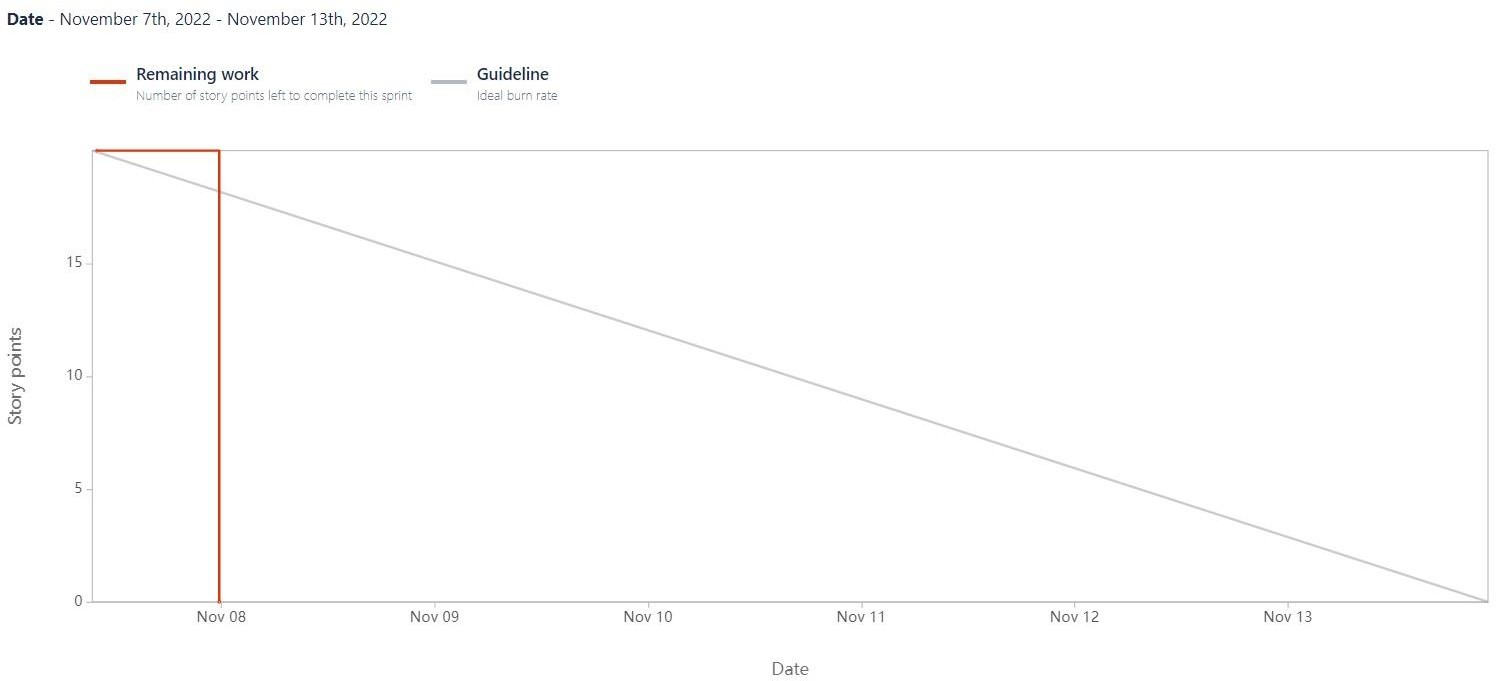 Date - November 7th, 2022 - November 13th, 2022
Remaining work
Number of story points left to complete this sprint
Guideline
Ideal burn rate
Story points
15
10
5
0
Nov 08 Nov 09 Nov 10 Nov 11 Nov 12 Nov 13
Date